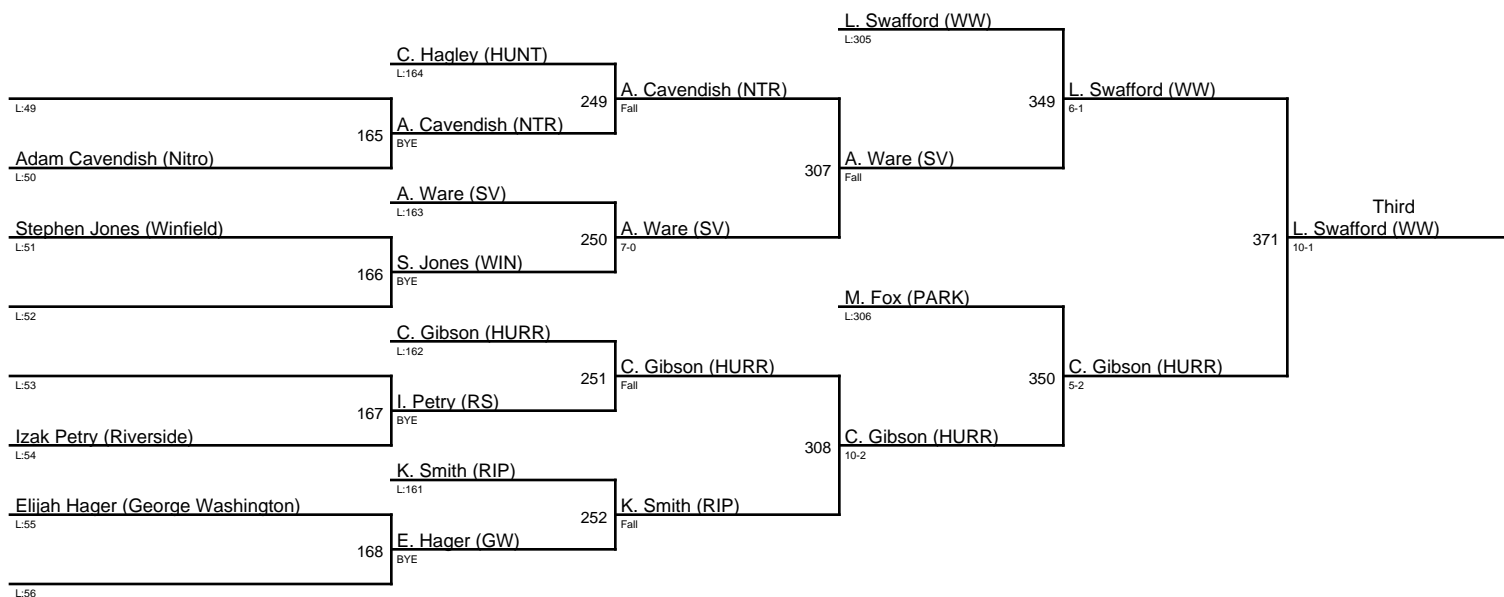 L. Swafford (WW)
L:305
C. Hagley (HUNT)
L:164
249
A. Cavendish (NTR)
Fall
349
L. Swafford (WW)
6-1
L:49
165
A. Cavendish (NTR)
BYE
Adam Cavendish (Nitro)
L:50
307
A. Ware (SV)
Fall
A. Ware (SV)
L:163
Third
Stephen Jones (Winfield)
L:51
250
A. Ware (SV)
7-0
371
L. Swafford (WW)
10-1
166
S. Jones (WIN)
BYE
L:52
M. Fox (PARK)
L:306
C. Gibson (HURR)
L:162
L:53
251
C. Gibson (HURR)
Fall
350
C. Gibson (HURR)
5-2
167
I. Petry (RS)
BYE
Izak Petry (Riverside)
L:54
308
C. Gibson (HURR)
10-2
K. Smith (RIP)
L:161
Elijah Hager (George Washington)
L:55
252
K. Smith (RIP)
Fall
168
E. Hager (GW)
BYE
L:56